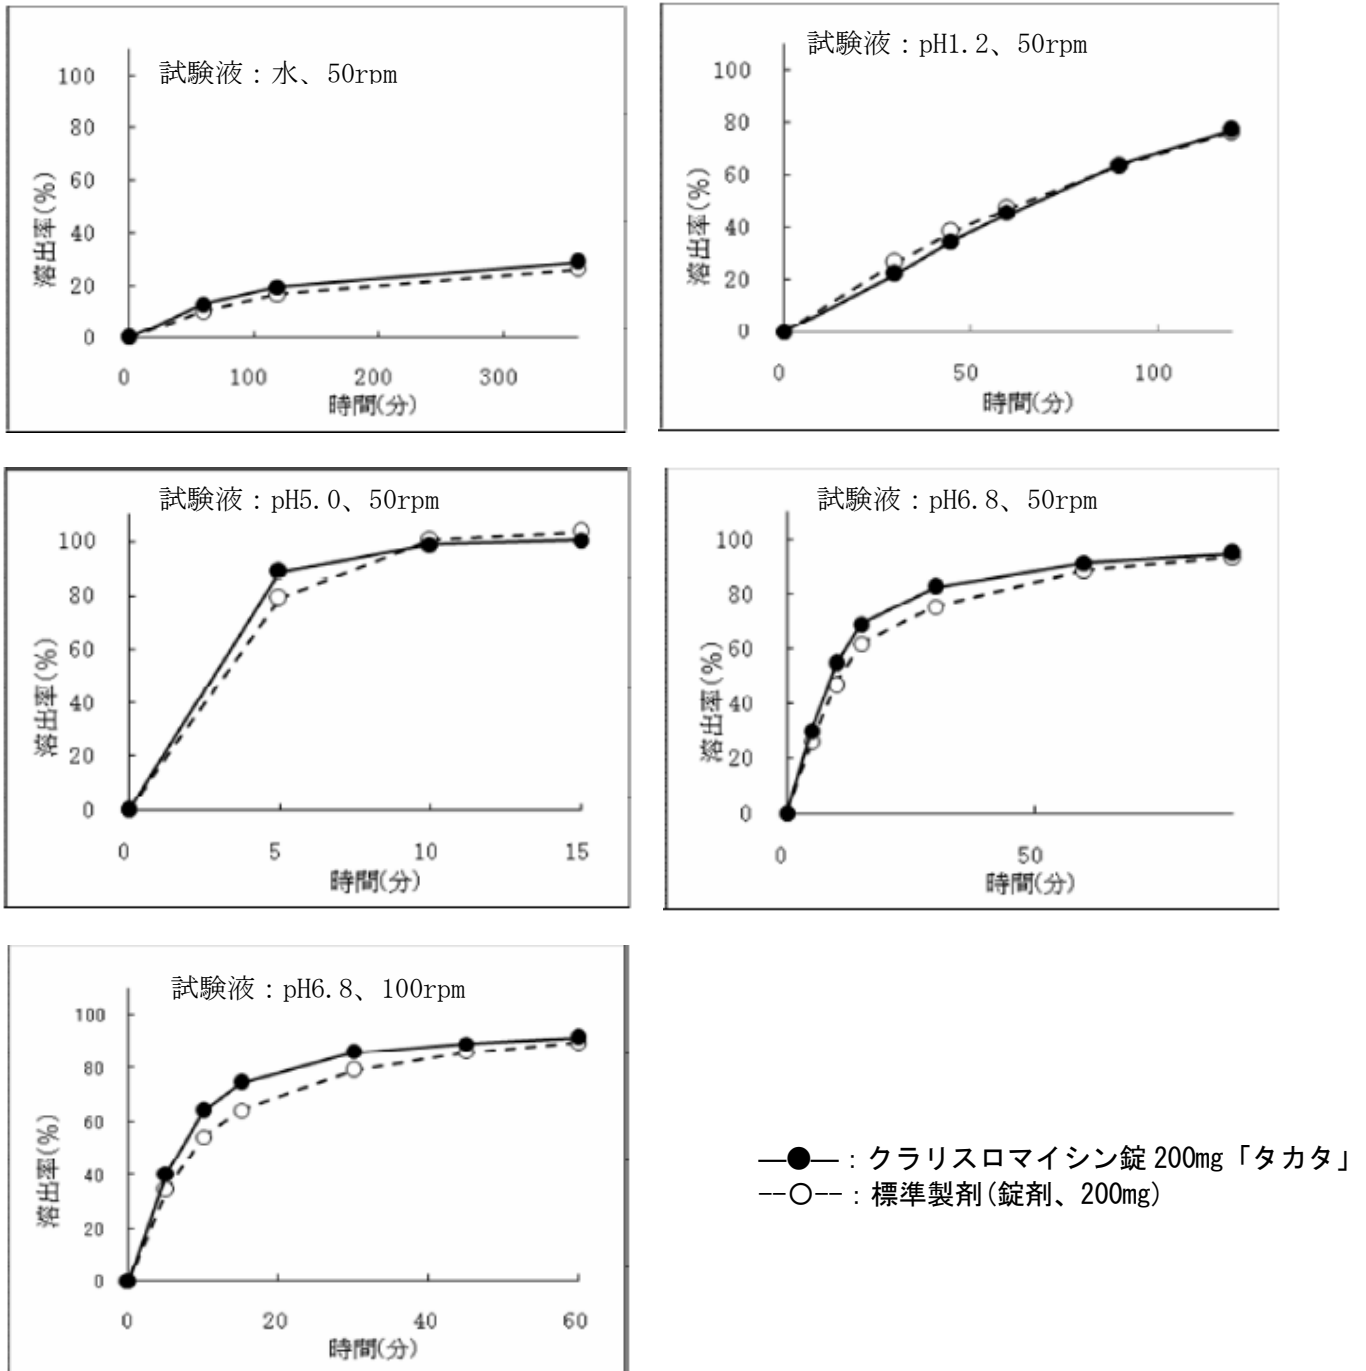 試験液：水、50rpm
100
80
60
40
20
0
溶出率(%)
0 100 200 300
時間(分)
試験液：pH1.2、50rpm
100
80
60
40
20
0
溶出率(%)
0 50 100
時間(分)
試験液：pH5.0、50rpm
100
80
60
40
20
0
溶出率(%)
0 5 10 15
時間(分)
試験液：pH6.8、50rpm
100
80
60
40
20
0
溶出率(%)
0 50
時間(分)
試験液：pH6.8、100rpm
100
80
60
40
20
0
溶出率(%)
0 20 40 60
時間(分)
―●―：クラリスロマイシン錠 200mg「タカタ」
--○--：標準製剤(錠剤、200mg)